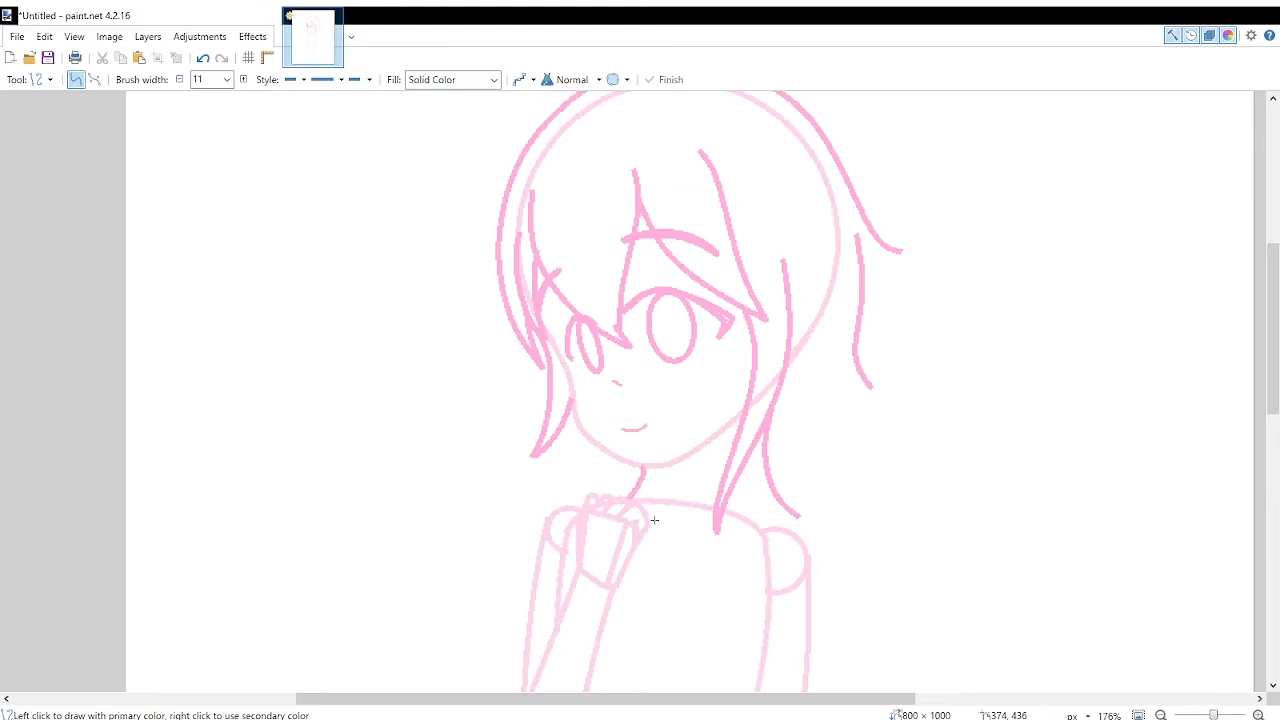 *Untitled - paint.net 4.2.16
File Edit View Image Layers Adjustments Effects
Tool: Brush width: 11 Style: Fill: Solid Color Normal Finish
Left click to draw with primary color, right click to use secondary color 800 × 1000 374, 436 px 176%